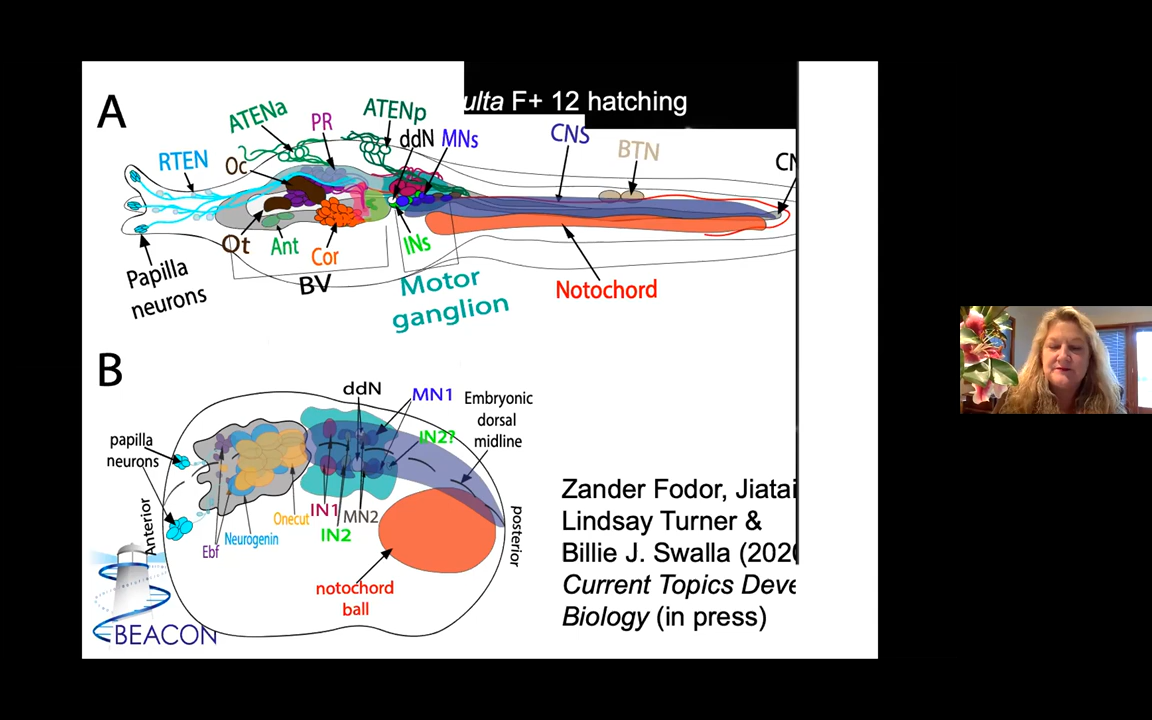 ulta F+ 12 hatching
A
ATENa
PR
ATENp
ddN
MNs
CNS
BTN
RTEN
Oc
Ot
Ant
Cor
INs
BV
Papilla
neurons
Motor
ganglion
Notochord
B
ddN
MN1
Embryonic
dorsal
midline
papilla
neurons
IN2?
Anterior
Ebf
Neurogenin
Onecut
IN1
IN2
MN2
posterior
notochord
ball
BEACON
Zander Fodor, Jiatai
Lindsay Turner &
Billie J. Swalla (202
Current Topics Deve
Biology (in press)